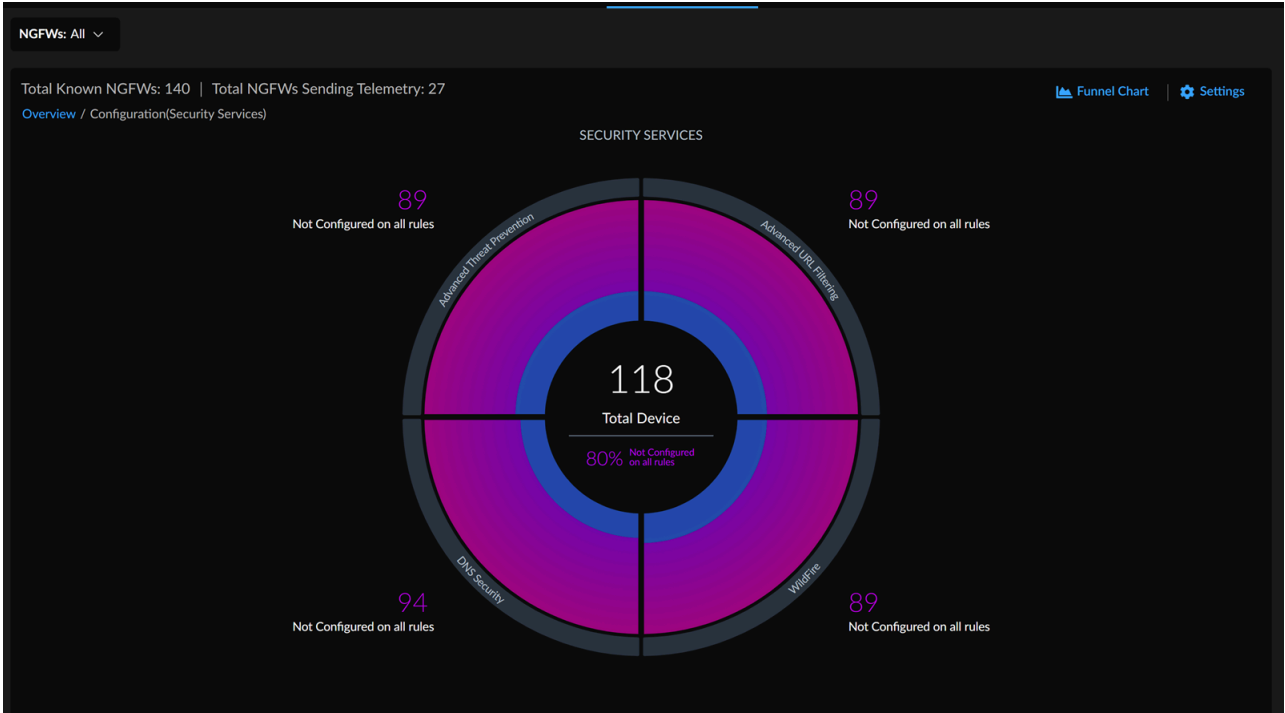 NGFWs: All
Total Known NGFWs: 140 | Total NGFWs Sending Telemetry: 27
Funnel Chart | Settings
Overview / Configuration(Security Services)
SECURITY SERVICES
89
Not Configured on all rules
89
Not Configured on all rules
Advanced Threat Prevention
Advanced URL Filtering
118
Total Device
80% Not Configured
on all rules
DNS Security
WildFire
94
Not Configured on all rules
89
Not Configured on all rules